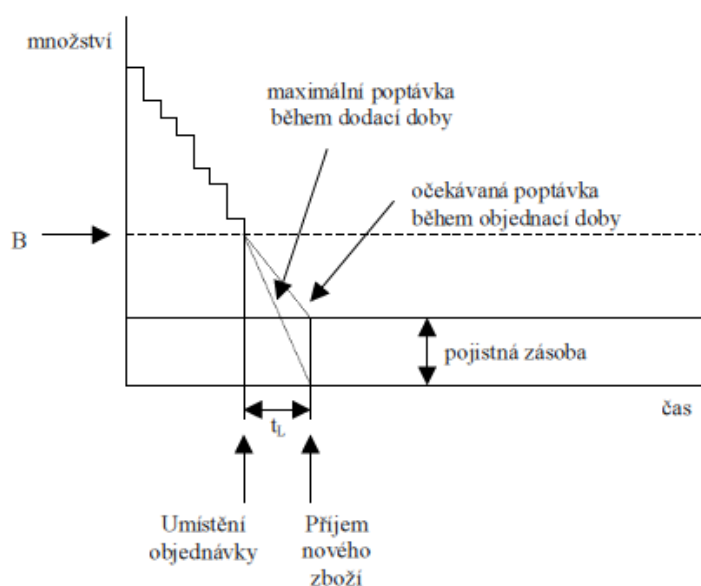 množství
maximální poptávka
během dodací doby
očekávaná poptávka
během objednací doby
B
pojistná zásoba
čas
tL
Umístění
objednávky
Příjem
nového
zboží